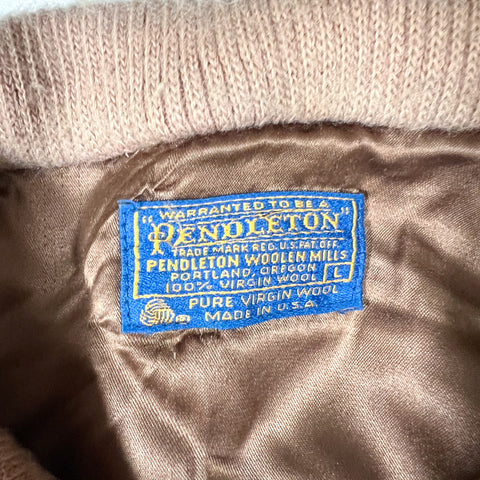 WARRANTED TO BE A
"PENDLETON"
TRADE MARK REG. U.S. PAT. OFF.
PENDLETON WOOLEN MILLS
PORTLAND, OREGON
100% VIRGIN WOOL
L
PURE VIRGIN WOOL
MADE IN U.S.A.